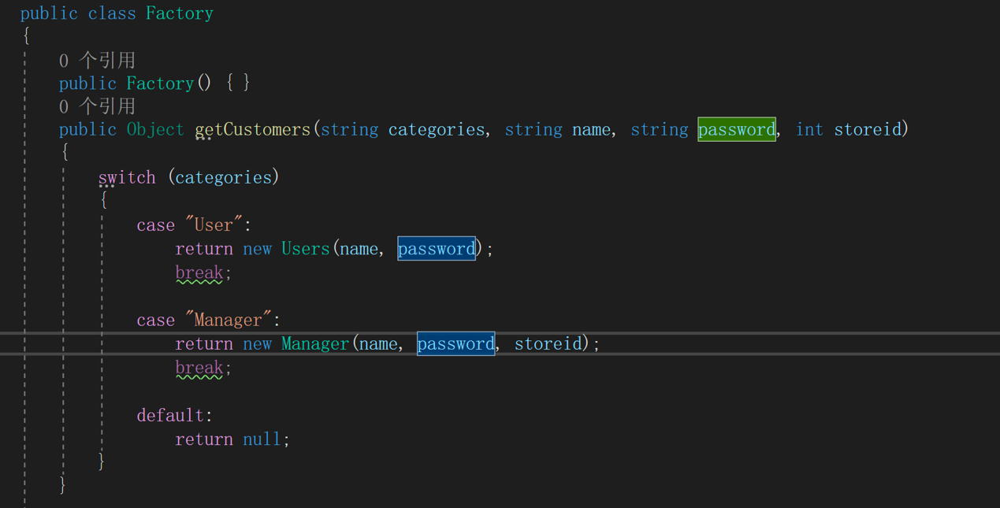 public class Factory
{
0 个引用
public Factory() { }
0 个引用
public Object getCustomers(string categories, string name, string password, int storeid)
{
switch (categories)
{
case "User":
return new Users(name, password);
break;
case "Manager":
return new Manager(name, password, storeid);
break;
default:
return null;
}
}